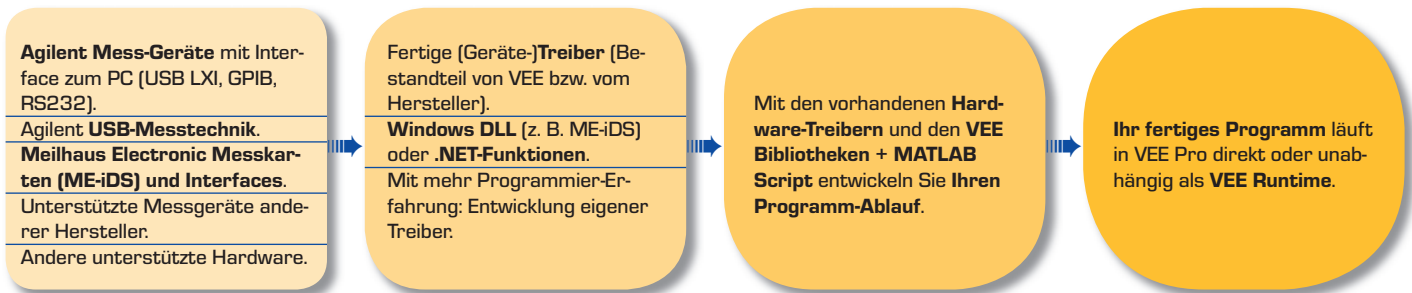 Agilent Mess-Geräte mit Inter-
face zum PC (USB LXI, GPIB,
RS232).
Agilent USB-Messtechnik.
Meilhaus Electronic Messkar-
ten (ME-iDS) und Interfaces.
Unterstützte Messgeräte ande-
rer Hersteller.
Andere unterstützte Hardware.
Fertige (Geräte-)Treiber (Be-
standteil von VEE bzw. vom
Hersteller).
Windows DLL (z. B. ME-iDS)
oder .NET-Funktionen.
Mit mehr Programmier-Er-
fahrung: Entwicklung eigener
Treiber.
Mit den vorhandenen Hard-
ware-Treibern und den VEE
Bibliotheken + MATLAB
Script entwickeln Sie Ihren
Programm-Ablauf.
Ihr fertiges Programm läuft
in VEE Pro direkt oder unab-
hängig als VEE Runtime.